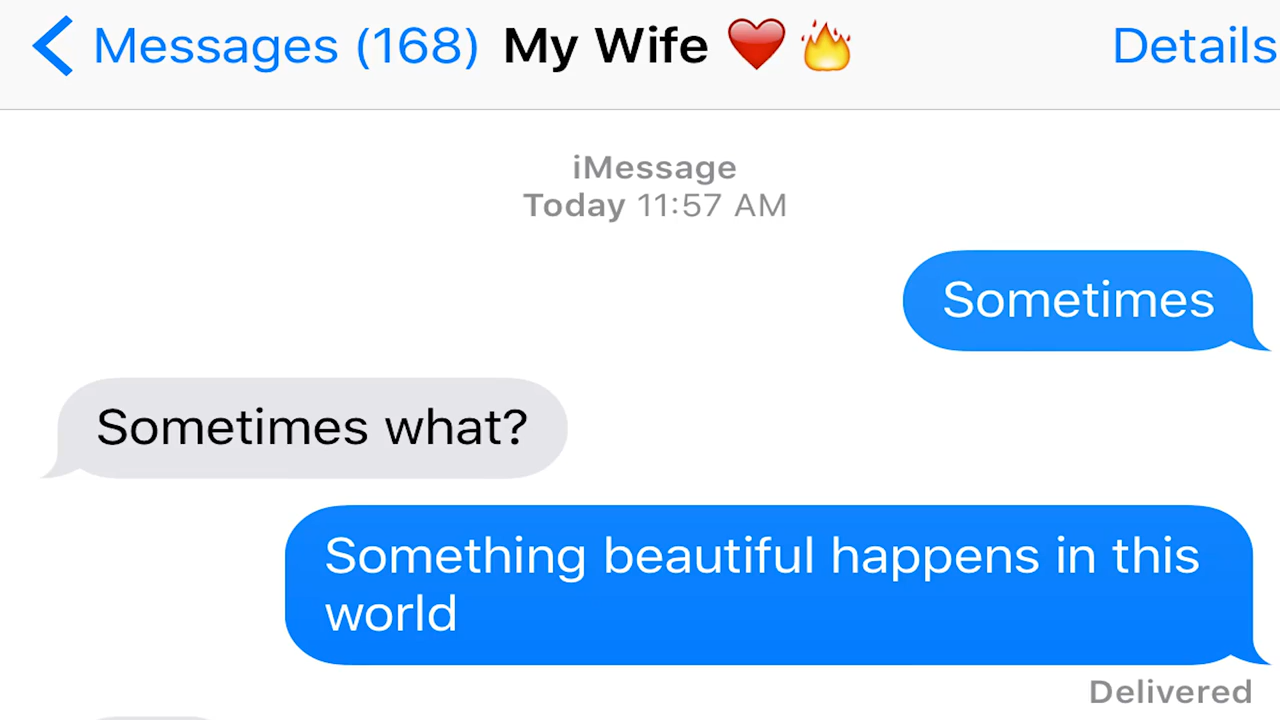 Messages (168) My Wife ❤️🔥 Details
iMessage
Today 11:57 AM
Sometimes
Sometimes what?
Something beautiful happens in this
world
Delivered